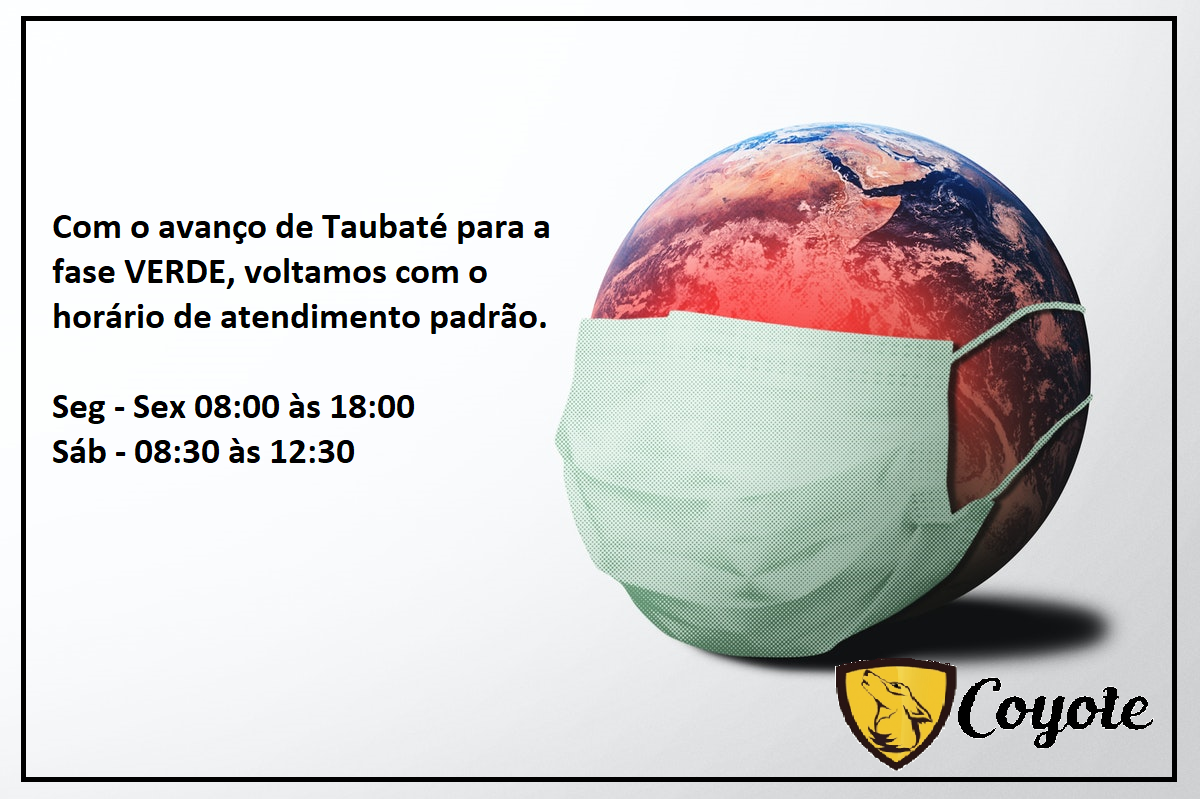 Com o avanço de Taubaté para a
fase VERDE, voltamos com o
horário de atendimento padrão.
Seg - Sex 08:00 às 18:00
Sáb - 08:30 às 12:30
Coyote